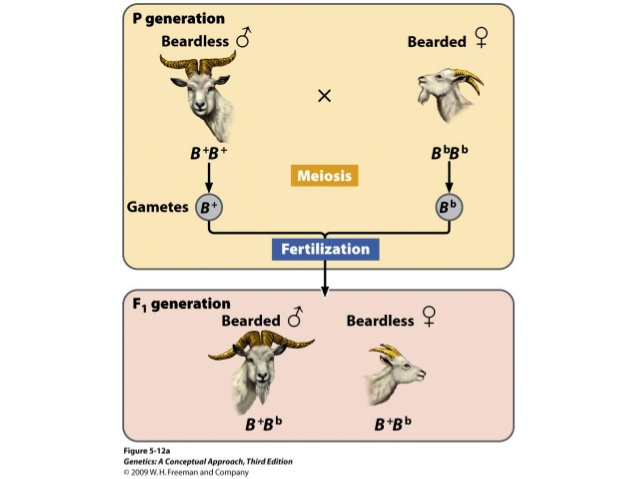 P generation
Beardless ♂
Bearded ♀
×
B⁺B⁺
BᵇBᵇ
Meiosis
Gametes
B⁺
Bᵇ
Fertilization
F₁ generation
Bearded ♂
Beardless ♀
B⁺Bᵇ
B⁺Bᵇ
Figure 5-12a
Genetics: A Conceptual Approach, Third Edition
© 2009 W. H. Freeman and Company